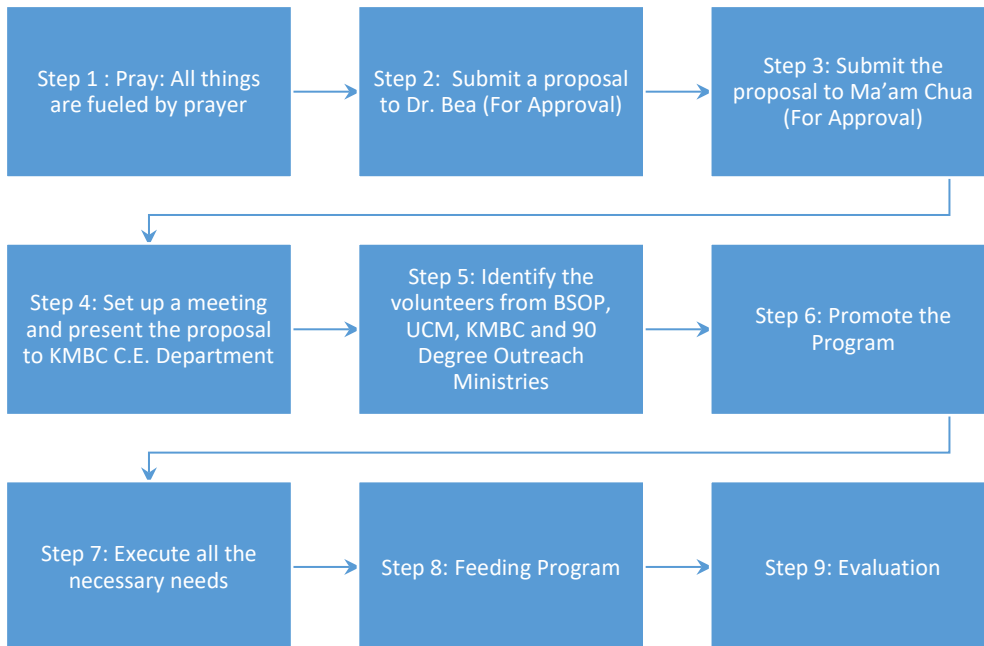 Step 1 : Pray: All things
are fueled by prayer
Step 2:  Submit a proposal
to Dr. Bea (For Approval)
Step 3: Submit the
proposal to Ma’am Chua
(For Approval)
Step 4: Set up a meeting
and present the proposal
to KMBC C.E. Department
Step 5: Identify the
volunteers from BSOP,
UCM, KMBC and 90
Degree Outreach
Ministries
Step 6: Promote the
Program
Step 7: Execute all the
necessary needs
Step 8: Feeding Program
Step 9: Evaluation